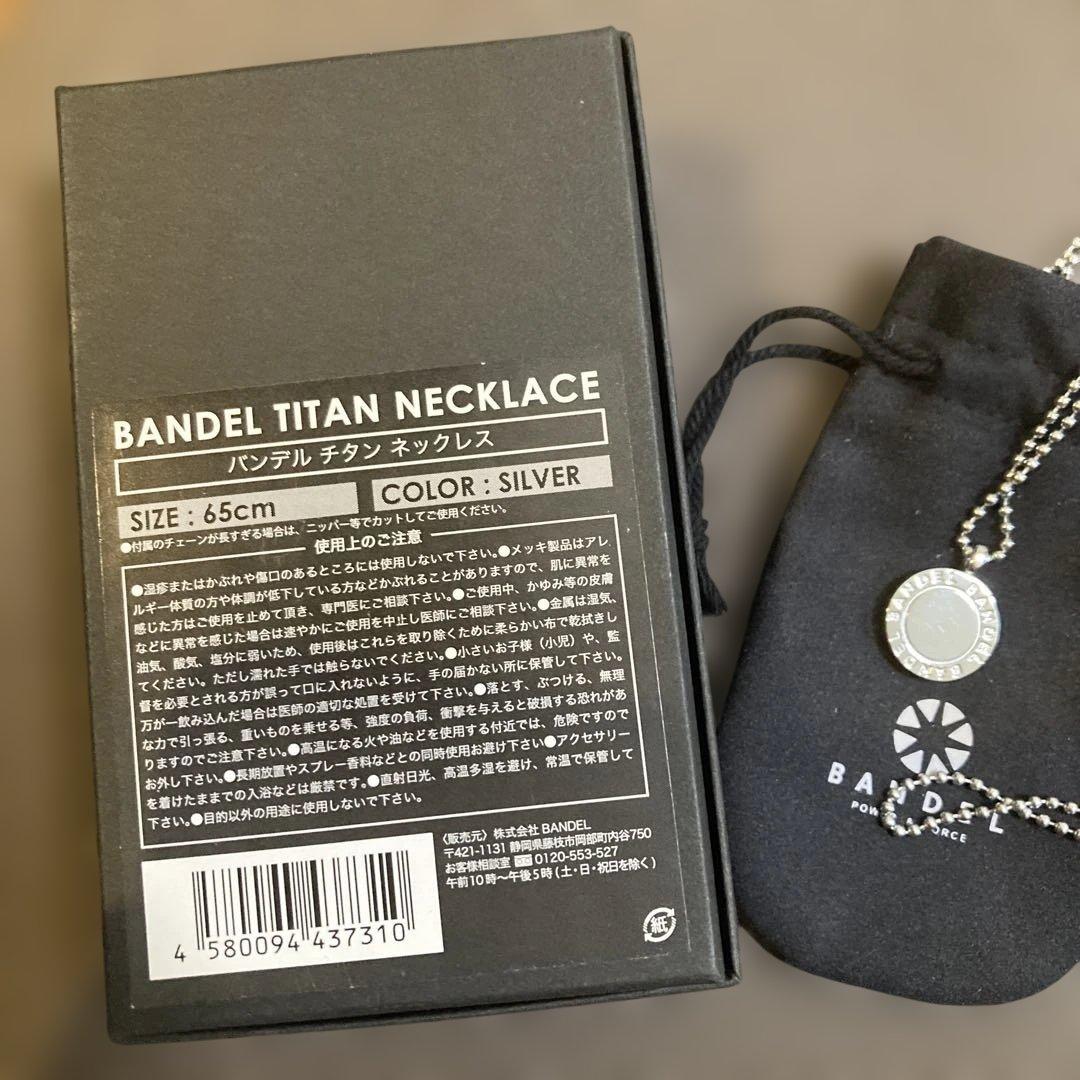 BANDEL TITAN NECKLACE
バンデル チタン ネックレス
SIZE : 65cm
COLOR : SILVER
●付属のチェーンが長すぎる場合は、ニッパー等でカットしてご使用ください。
使用上のご注意
●湿疹またはかぶれや傷口のあるところには使用しないで下さい。●メッキ製品はアレ
ルギー体質の方や体調が低下している方などかぶれることがありますので、肌に異常を
感じた方はご使用を止めて頂き、専門医にご相談下さい。●ご使用中、かゆみ等の皮膚
などに異常を感じた場合は速やかにご使用を中止し医師にご相談下さい。●金属は湿気、
油気、酸気、塩分に弱いため、使用後はこれらを取り除くために柔らかい布で乾拭きし
てください。ただし濡れた手では触らないでください。●小さいお子様（小児）や、監
督を必要とされる方が誤って口に入れないように、手の届かない所に保管して下さい。
万が一飲み込んだ場合は医師の適切な処置を受けて下さい。●落とす、ぶつける、無理
な力で引っ張る、重いものを乗せる等、強度の負荷、衝撃を与えると破損する恐れがあ
りますのでご注意下さい。●高温になる火や油などを使用する付近では、危険ですので
お外し下さい。●長期放置やスプレー香料などとの同時使用お避け下さい●アクセサリー
を着けたままでの入浴などは厳禁です。●直射日光、高温多湿を避け、常温で保管して
下さい。●目的以外の用途に使用しないで下さい。
〈販売元〉株式会社 BANDEL
〒421-1131 静岡県藤枝市岡部町内谷750
お客様相談室 0120-553-527
午前10時〜午後5時(土・日・祝日を除く)
4 580094 437310
紙
BANDEL BANDEL BANDEL BANDEL
BANDEL